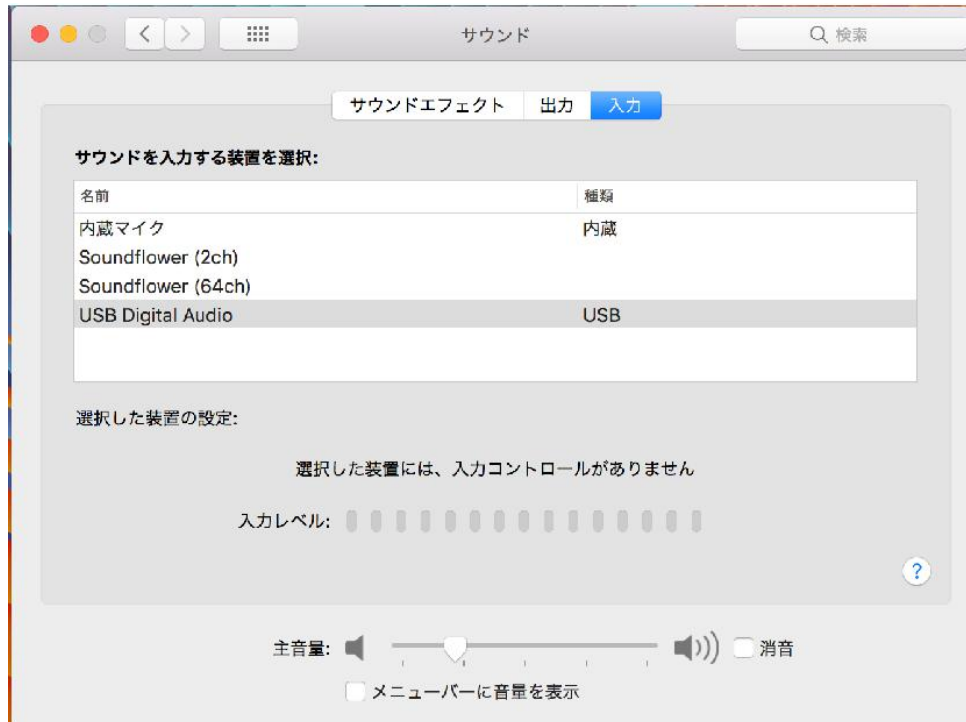 サウンド
検索
サウンドエフェクト 出力 入力
サウンドを入力する装置を選択:
名前 種類
内蔵マイク 内蔵
Soundflower (2ch)
Soundflower (64ch)
USB Digital Audio USB
選択した装置の設定:
選択した装置には、入力コントロールがありません
入力レベル:
?
主音量: 消音
メニューバーに音量を表示